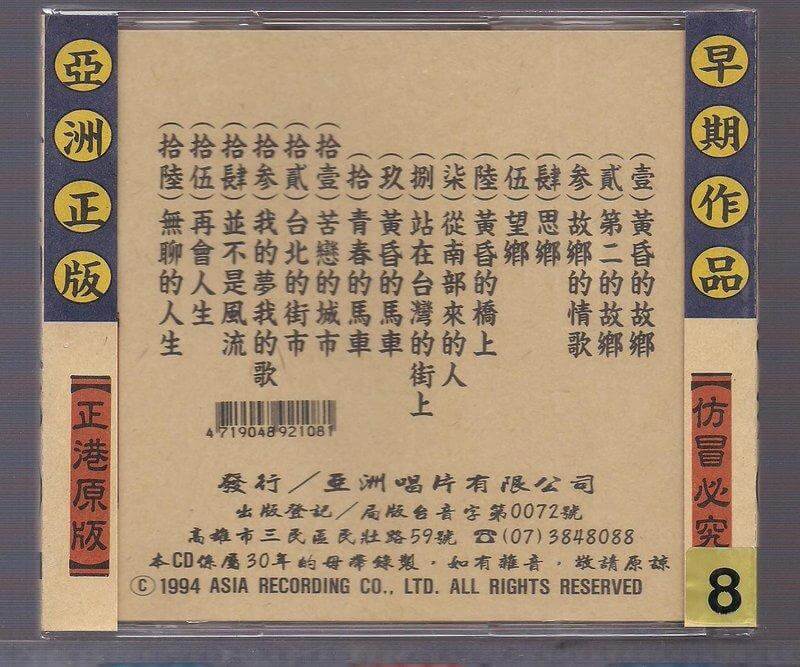 早期作品
仿冒必究
(壹)黃昏的故鄉
(貳)第二的故鄉
(參)故鄉的情歌
(肆)思鄉
(伍)望鄉
(陸)黃昏的橋上
(柒)從南部來的人
(捌)站在台灣的街上
(玖)黃昏的馬車
(拾)青春的馬車
(拾壹)苦戀的城市
(拾貳)台北的街市
(拾參)我的夢我的歌
(拾肆)並不是風流
(拾伍)再會人生
(拾陸)無聊的人生
4719048921081
發行／亞洲唱片有限公司
出版登記／局版台音字第0072號
高雄市三民區民壯路59號 ☎(07)3848088
本CD係屬30年的母帶錄製，如有雜音，敬請原諒
© 1994 ASIA RECORDING CO., LTD. ALL RIGHTS RESERVED
亞洲正版
正港原版
8